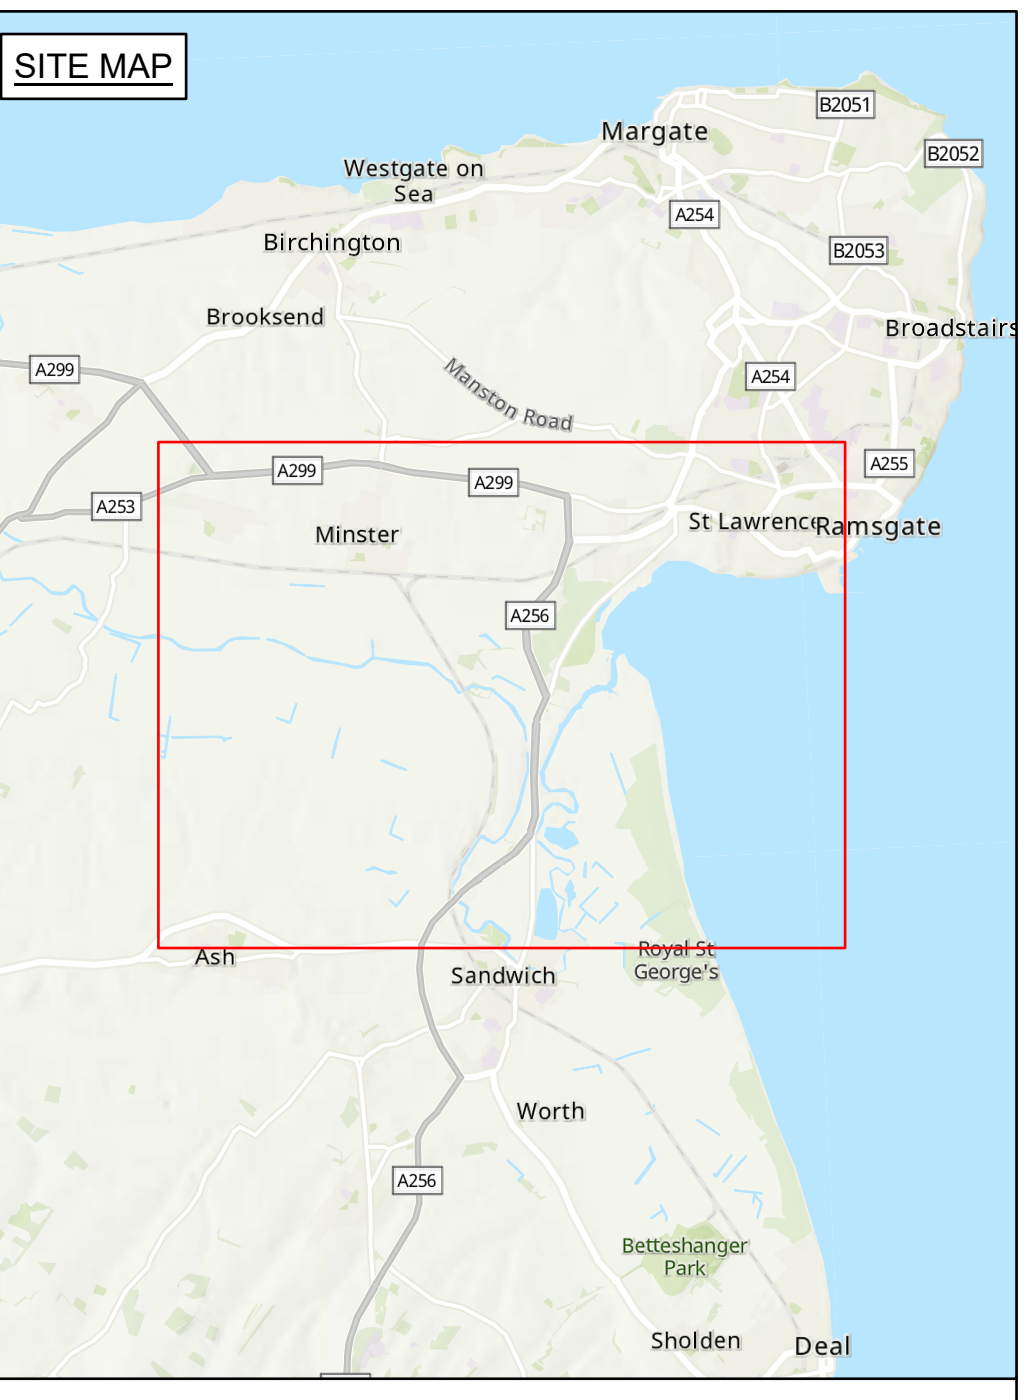 SITE MAP
B2051
Margate
B2052
Westgate on
Sea
A254
Birchington
B2053
Brooksend
Broadstairs
A299
Manston Road
A254
A255
A299
A299
A253
St Lawrence
Ramsgate
Minster
A256
Royal St
George's
Ash
Sandwich
Worth
A256
Betteshanger
Park
Sholden
Deal